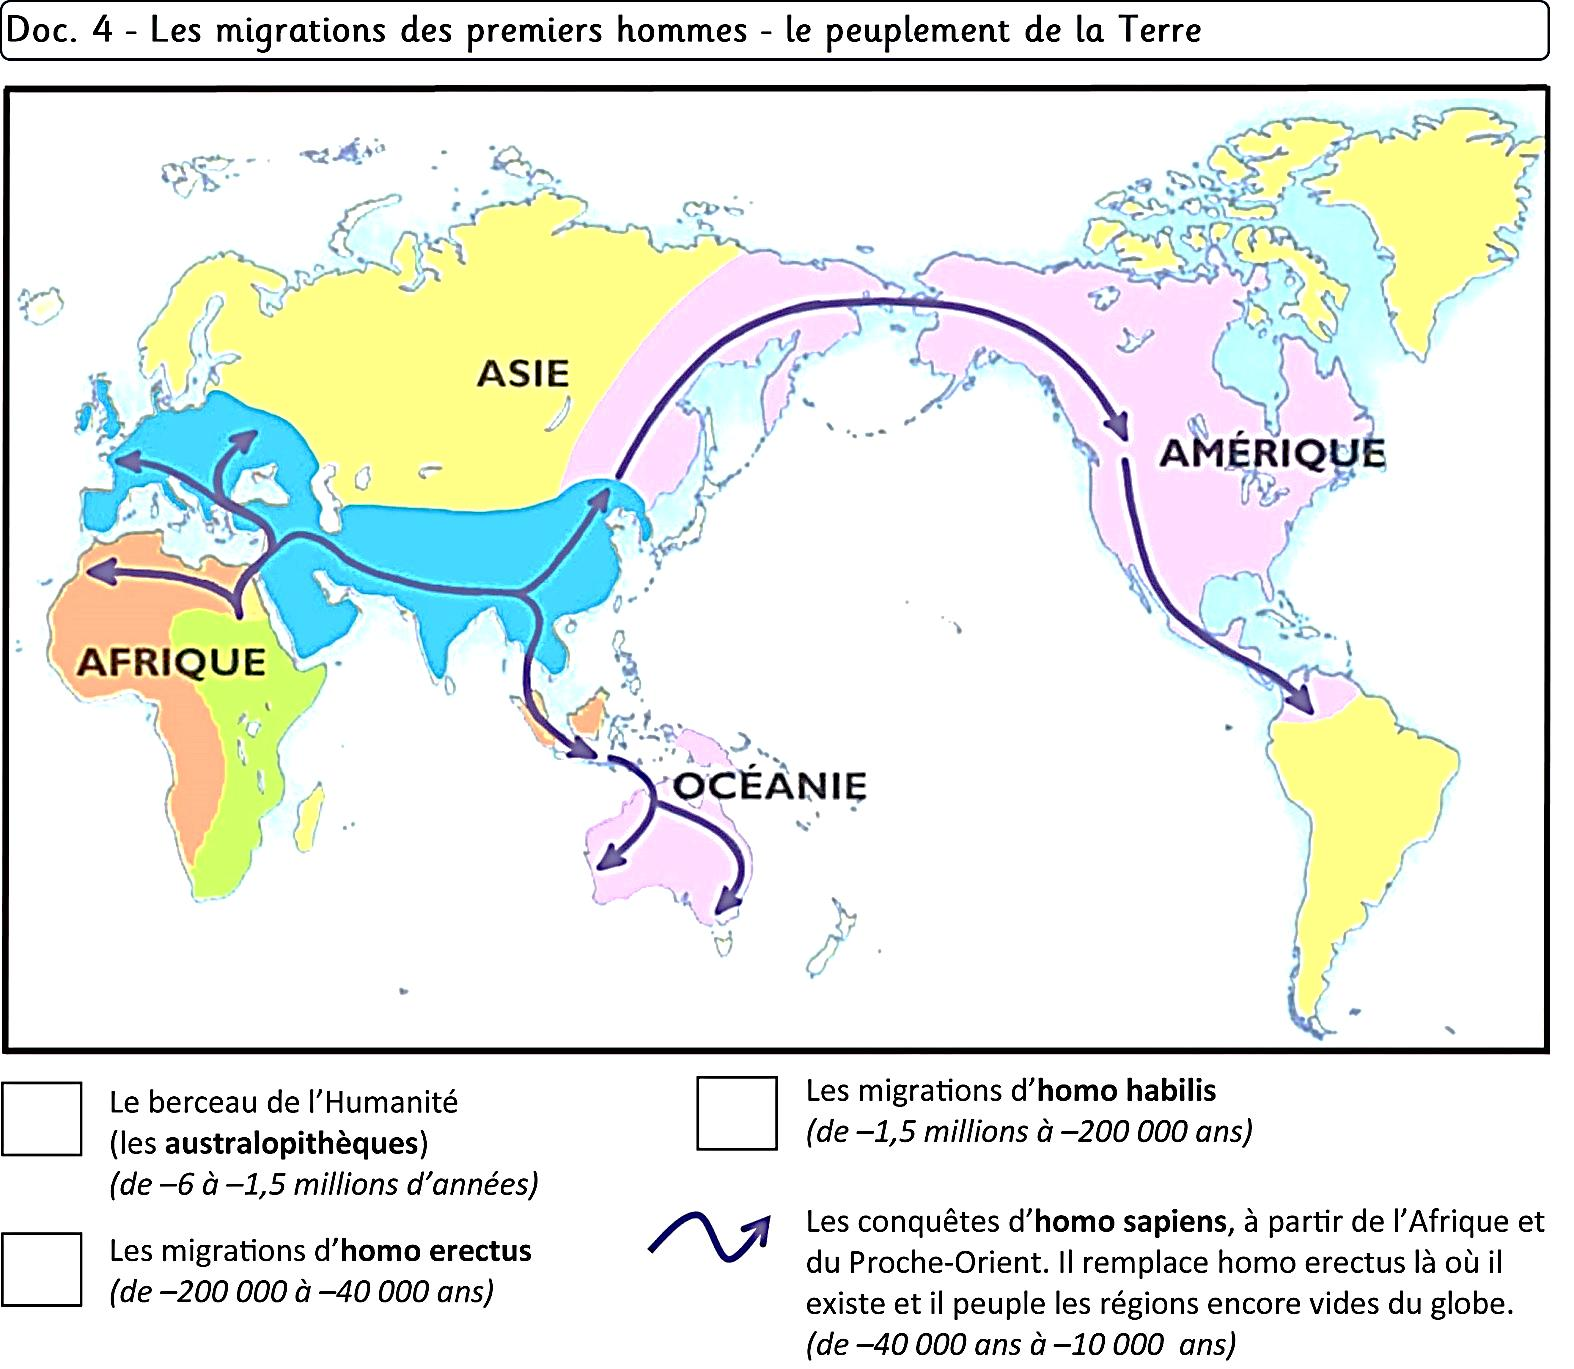 Doc. 4 - Les migrations des premiers hommes - le peuplement de la Terre
ASIE
AMÉRIQUE
AFRIQUE
OCÉANIE
Le berceau de l’Humanité
(les australopithèques)
(de –6 à –1,5 millions d’années)
Les migrations d’homo erectus
(de –200 000 à –40 000 ans)
Les migrations d’homo habilis
(de –1,5 millions à –200 000 ans)
Les conquêtes d’homo sapiens, à partir de l’Afrique et
du Proche-Orient. Il remplace homo erectus là où il
existe et il peuple les régions encore vides du globe.
(de –40 000 ans à –10 000 ans)